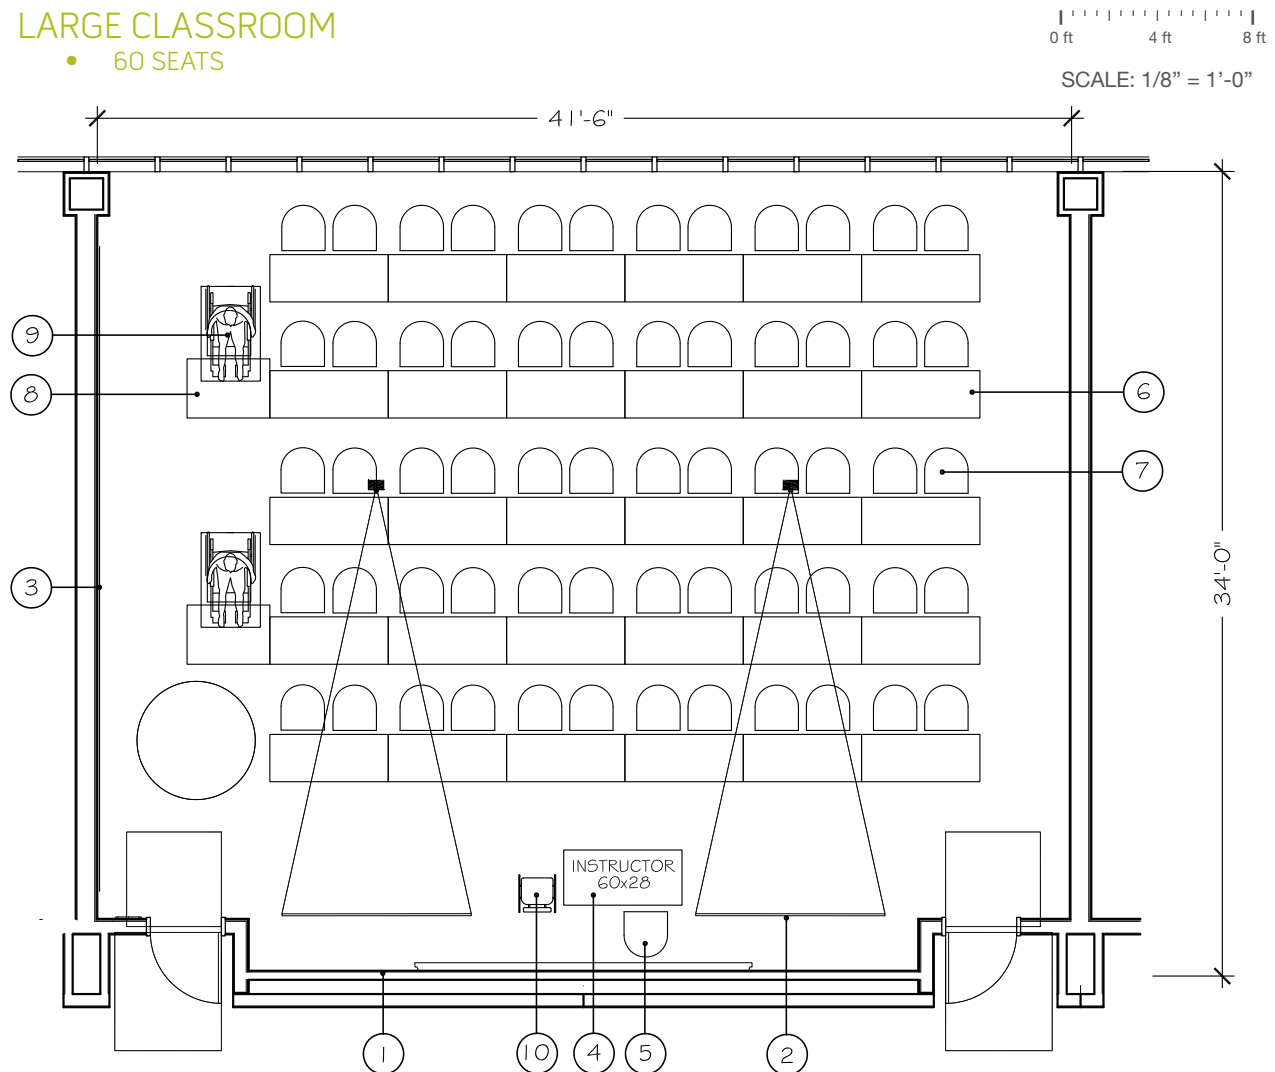 LARGE CLASSROOM
• 60 SEATS
0 ft 4 ft 8 ft
SCALE: 1/8” = 1’-0”
41'-6"
9
8
6
7
3
34'-0"
INSTRUCTOR
60x28
1
10
4
5
2